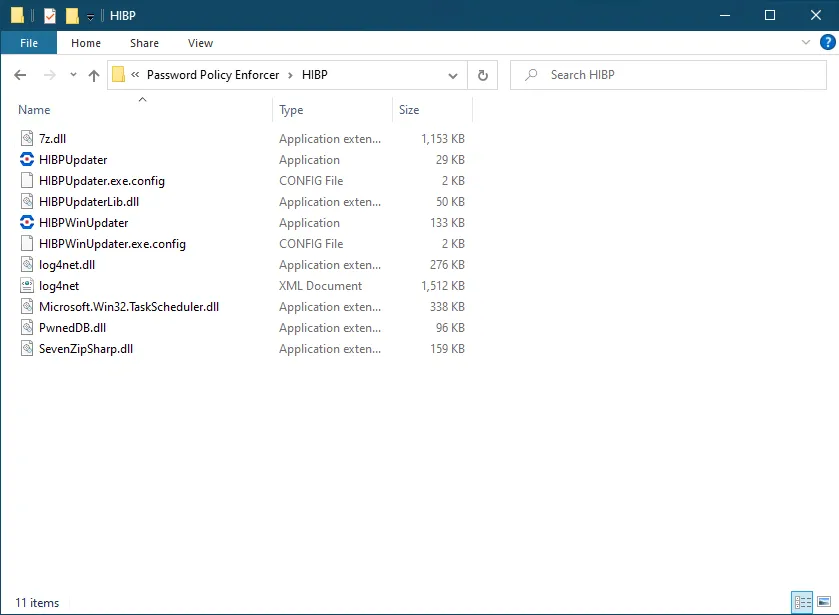 HIBP
File Home Share View
?
« Password Policy Enforcer › HIBP Search HIBP
Name Type Size
7z.dll Application exten... 1,153 KB
HIBPUpdater Application 29 KB
HIBPUpdater.exe.config CONFIG File 2 KB
HIBPUpdaterLib.dll Application exten... 50 KB
HIBPWinUpdater Application 133 KB
HIBPWinUpdater.exe.config CONFIG File 2 KB
log4net.dll Application exten... 276 KB
log4net XML Document 1,512 KB
Microsoft.Win32.TaskScheduler.dll Application exten... 338 KB
PwnedDB.dll Application exten... 96 KB
SevenZipSharp.dll Application exten... 159 KB
11 items